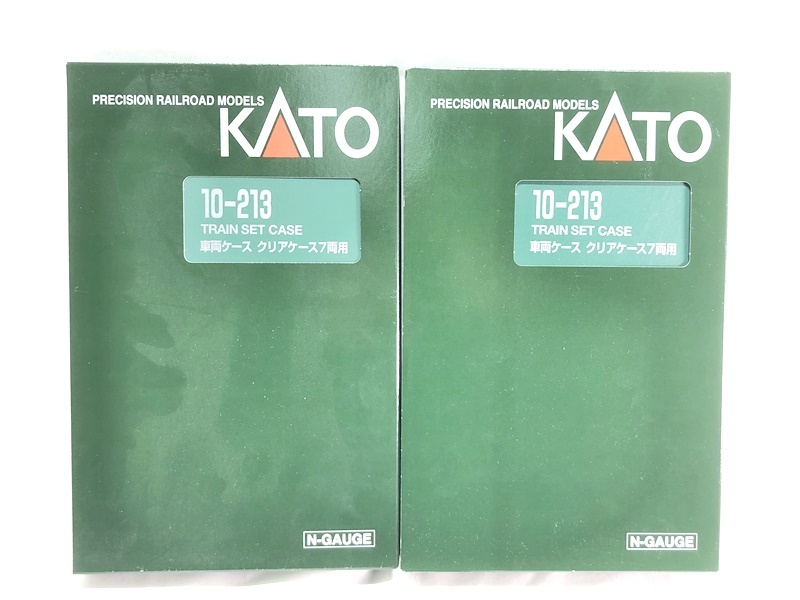 PRECISION RAILROAD MODELS
KATO
10-213
TRAIN SET CASE
車両ケース クリアケース7両用
N-GAUGE
PRECISION RAILROAD MODELS
KATO
10-213
TRAIN SET CASE
車両ケース クリアケース7両用
N-GAUGE